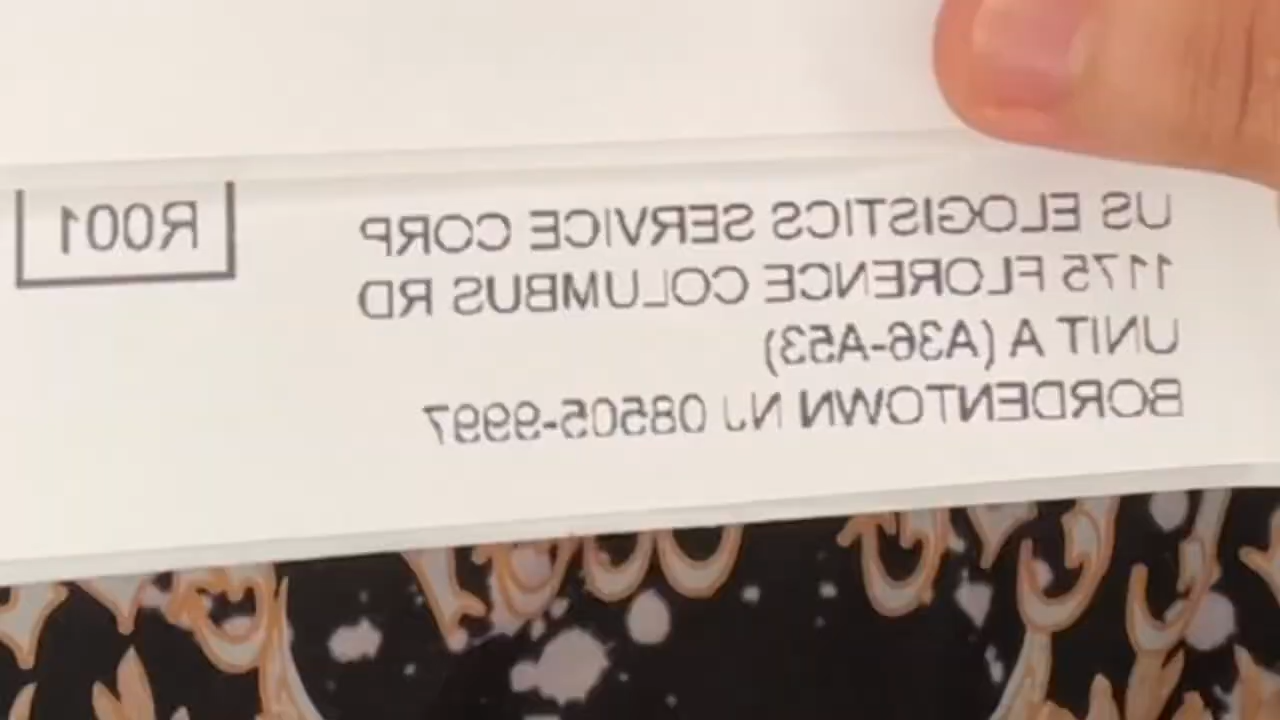 US ELOGISTICS SERVICE CORP
1175 FLORENCE COLUMBUS RD
UNIT A (A36-A53)
BORDENTOWN NJ 08505-9997
R001